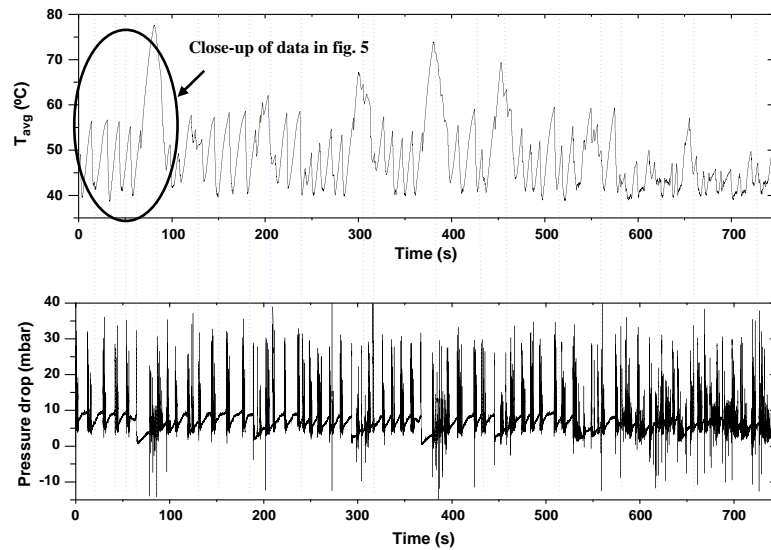 80
70
60
50
40
T_avg (ºC)
Close-up of data in fig. 5
0 100 200 300 400 500 600 700
Time (s)
40
30
20
10
0
-10
Pressure drop (mbar)
0 100 200 300 400 500 600 700
Time (s)